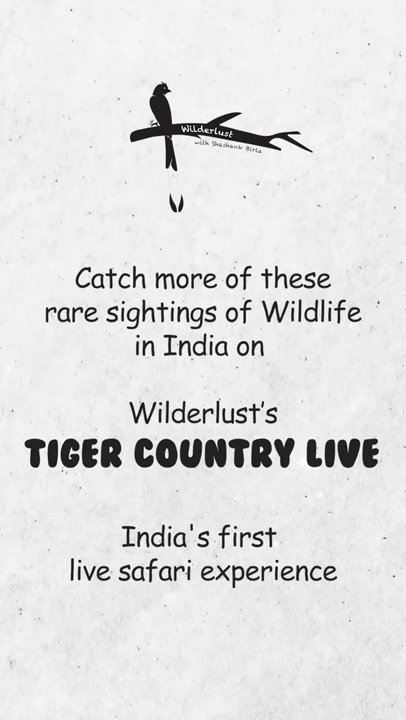 Wilderlust
with Shashank Birla
Catch more of these
rare sightings of Wildlife
in India on
Wilderlust's
TIGER COUNTRY LIVE
India's first
live safari experience